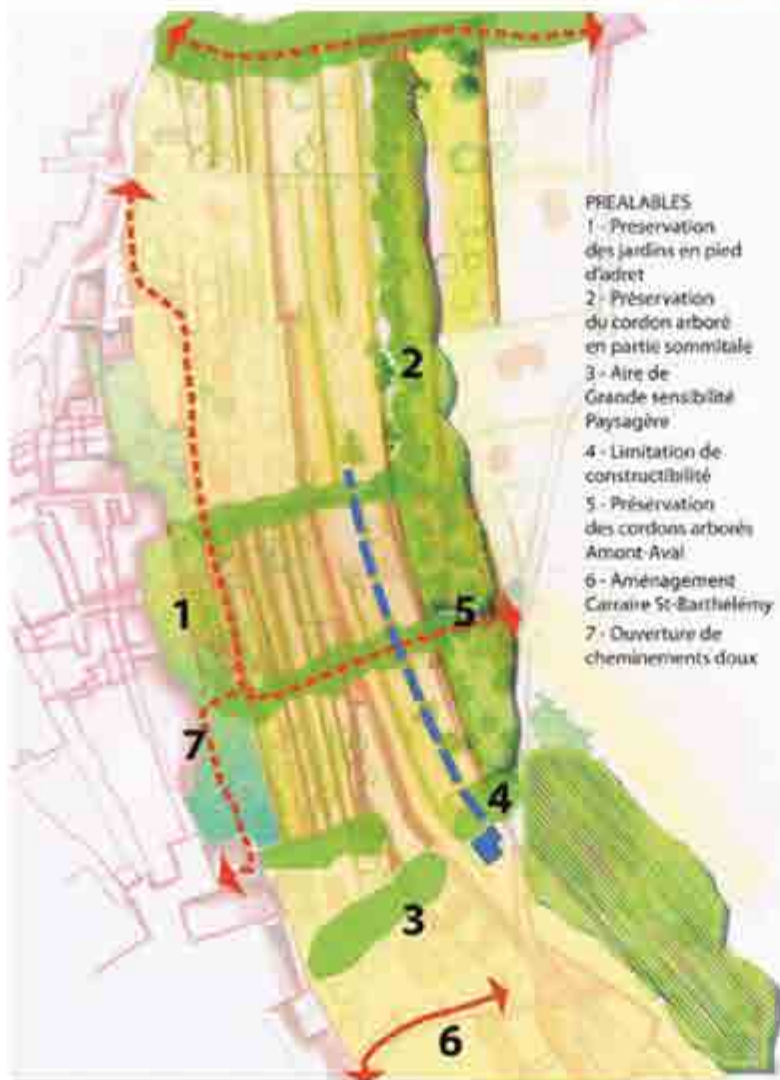 PREALABLES
1 - Preservation
des jardins en pied
d'adret
2 - Préservation
du cordon arboré
en partie sommitale
3 - Aire de
Grande sensibilité
Paysagère
4 - Limitation de
constructibilité
5 - Préservation
des cordons arborés
Amont-Aval
6 - Aménagement
Carraire St-Barthélémy
7 - Ouverture de
cheminements doux
2
1
5
7
4
3
6